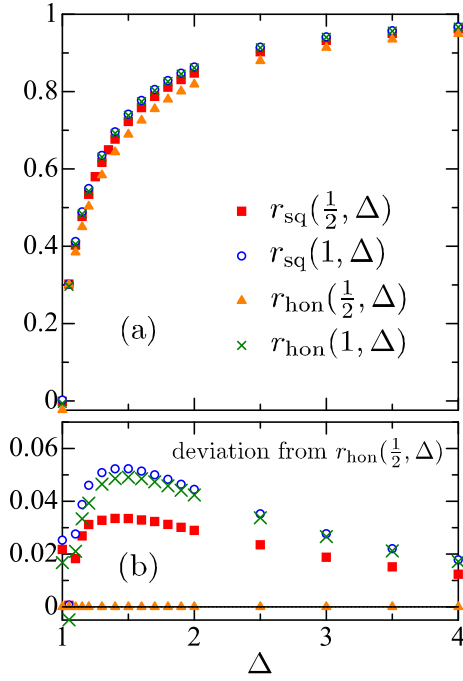 1
0.8
0.6
0.4
0.2
0
r_sq(1/2, Δ)
r_sq(1, Δ)
r_hon(1/2, Δ)
r_hon(1, Δ)
(a)
0.06
0.04
0.02
0
deviation from r_hon(1/2, Δ)
(b)
1 2 3 4
Δ